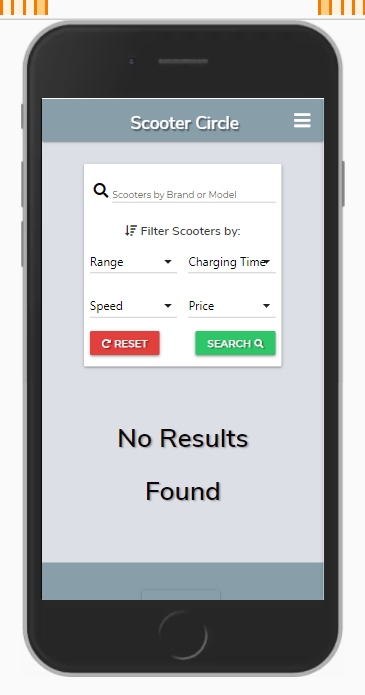 Scooter Circle
Scooters by Brand or Model
Filter Scooters by:
Range Charging Time
Speed Price
RESET SEARCH
No Results
Found